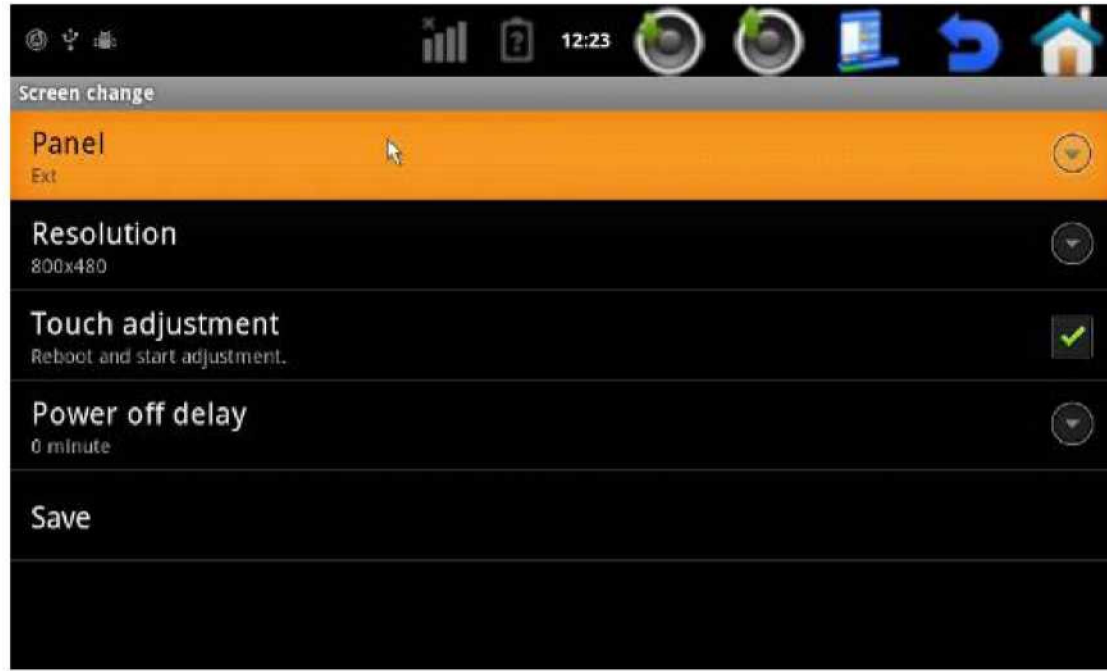 12:23
Screen change
Panel
Ext
Resolution
800x480
Touch adjustment
Reboot and start adjustment.
Power off delay
0 minute
Save